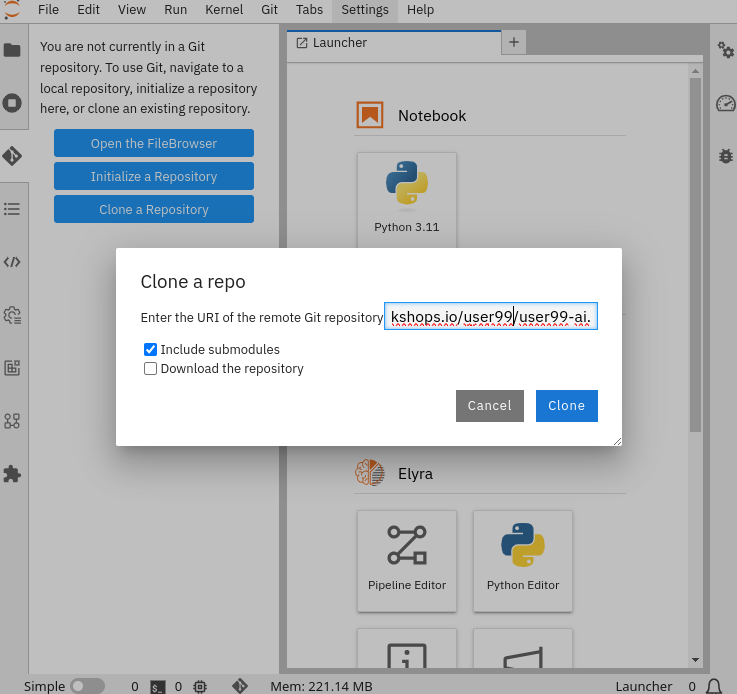 File Edit View Run Kernel Git Tabs Settings Help
You are not currently in a Git
repository. To use Git, navigate to a
local repository, initialize a repository
here, or clone an existing repository.
Open the FileBrowser
Initialize a Repository
Clone a Repository
Launcher
Notebook
Python 3.11
Clone a repo
Enter the URI of the remote Git repository
kshops.io/user99/user99-ai.
Include submodules
Download the repository
Cancel Clone
Elyra
Pipeline Editor
Python Editor
Simple 0 $_ 0 Mem: 221.14 MB Launcher 0